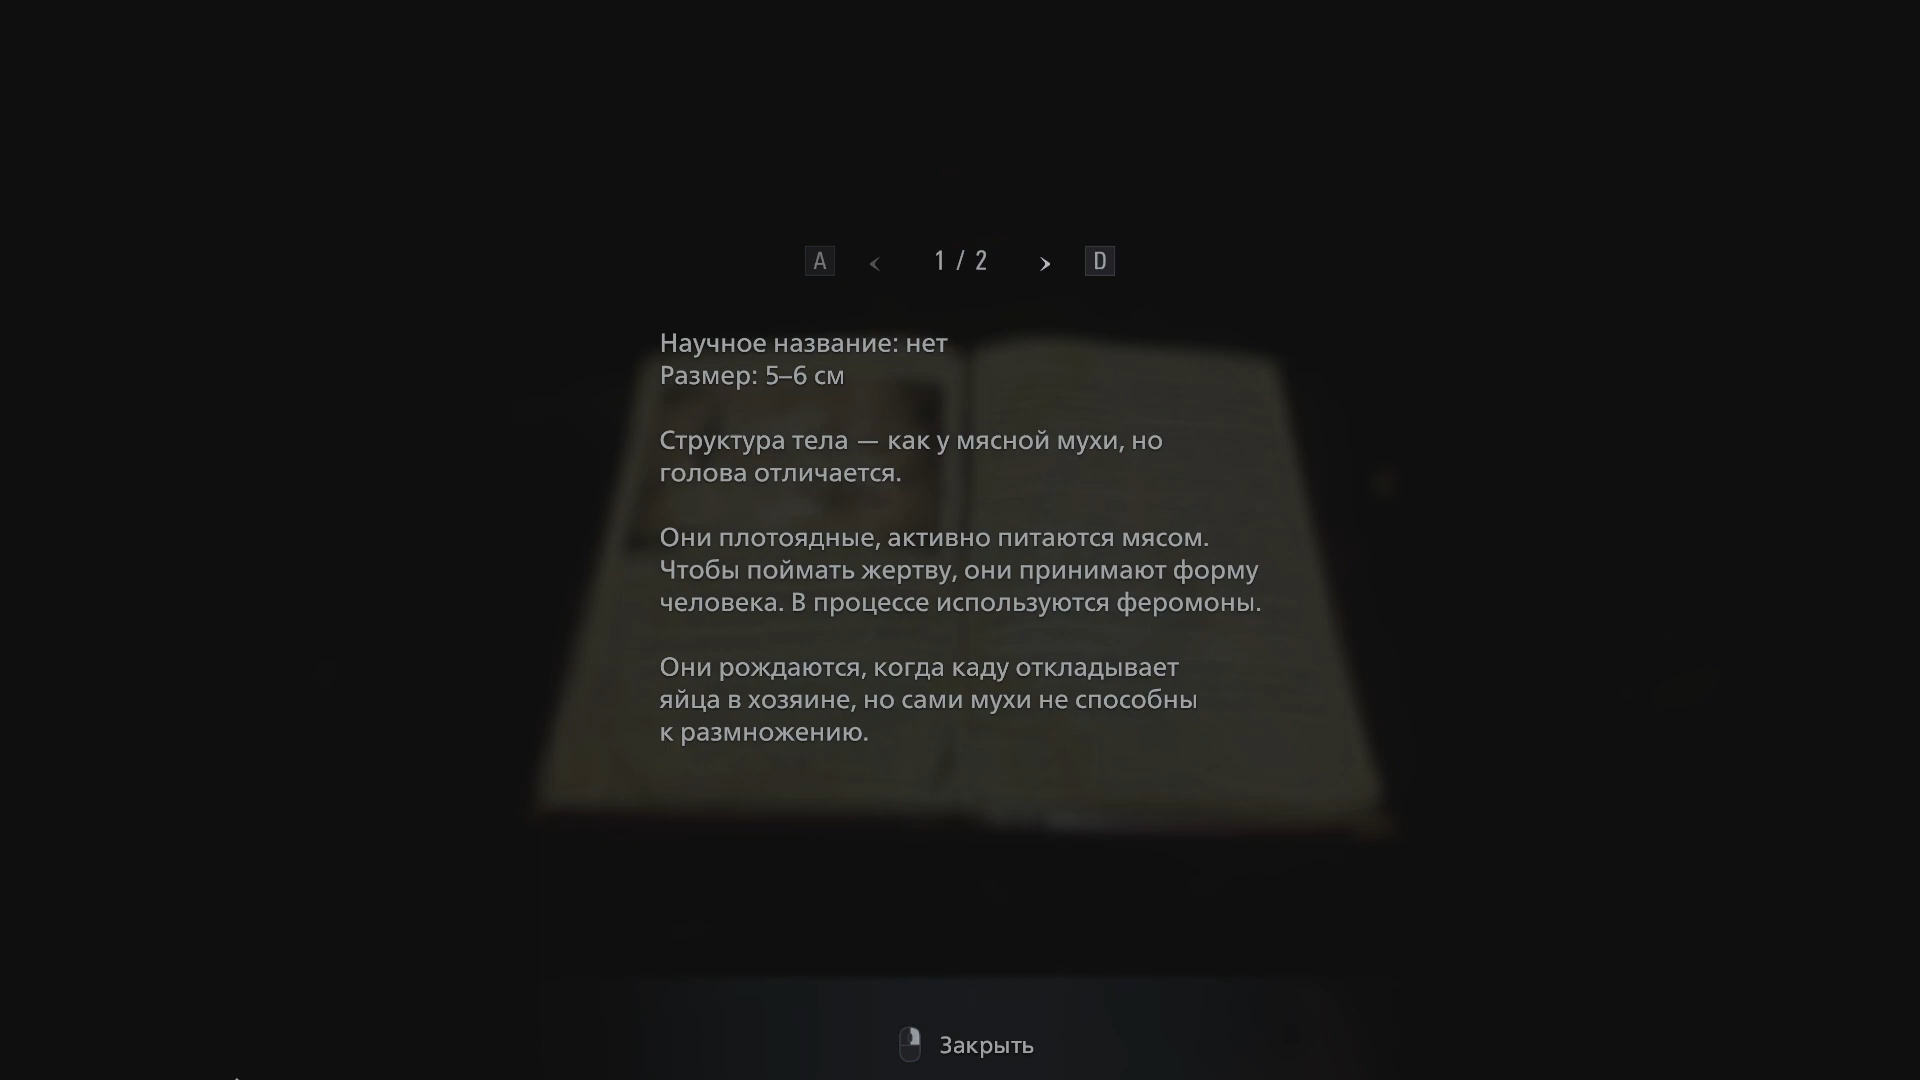 A < 1 / 2 > D
Научное название: нет
Размер: 5–6 см
Структура тела — как у мясной мухи, но
голова отличается.
Они плотоядные, активно питаются мясом.
Чтобы поймать жертву, они принимают форму
человека. В процессе используются феромоны.
Они рождаются, когда каду откладывает
яйца в хозяине, но сами мухи не способны
к размножению.
Закрыть